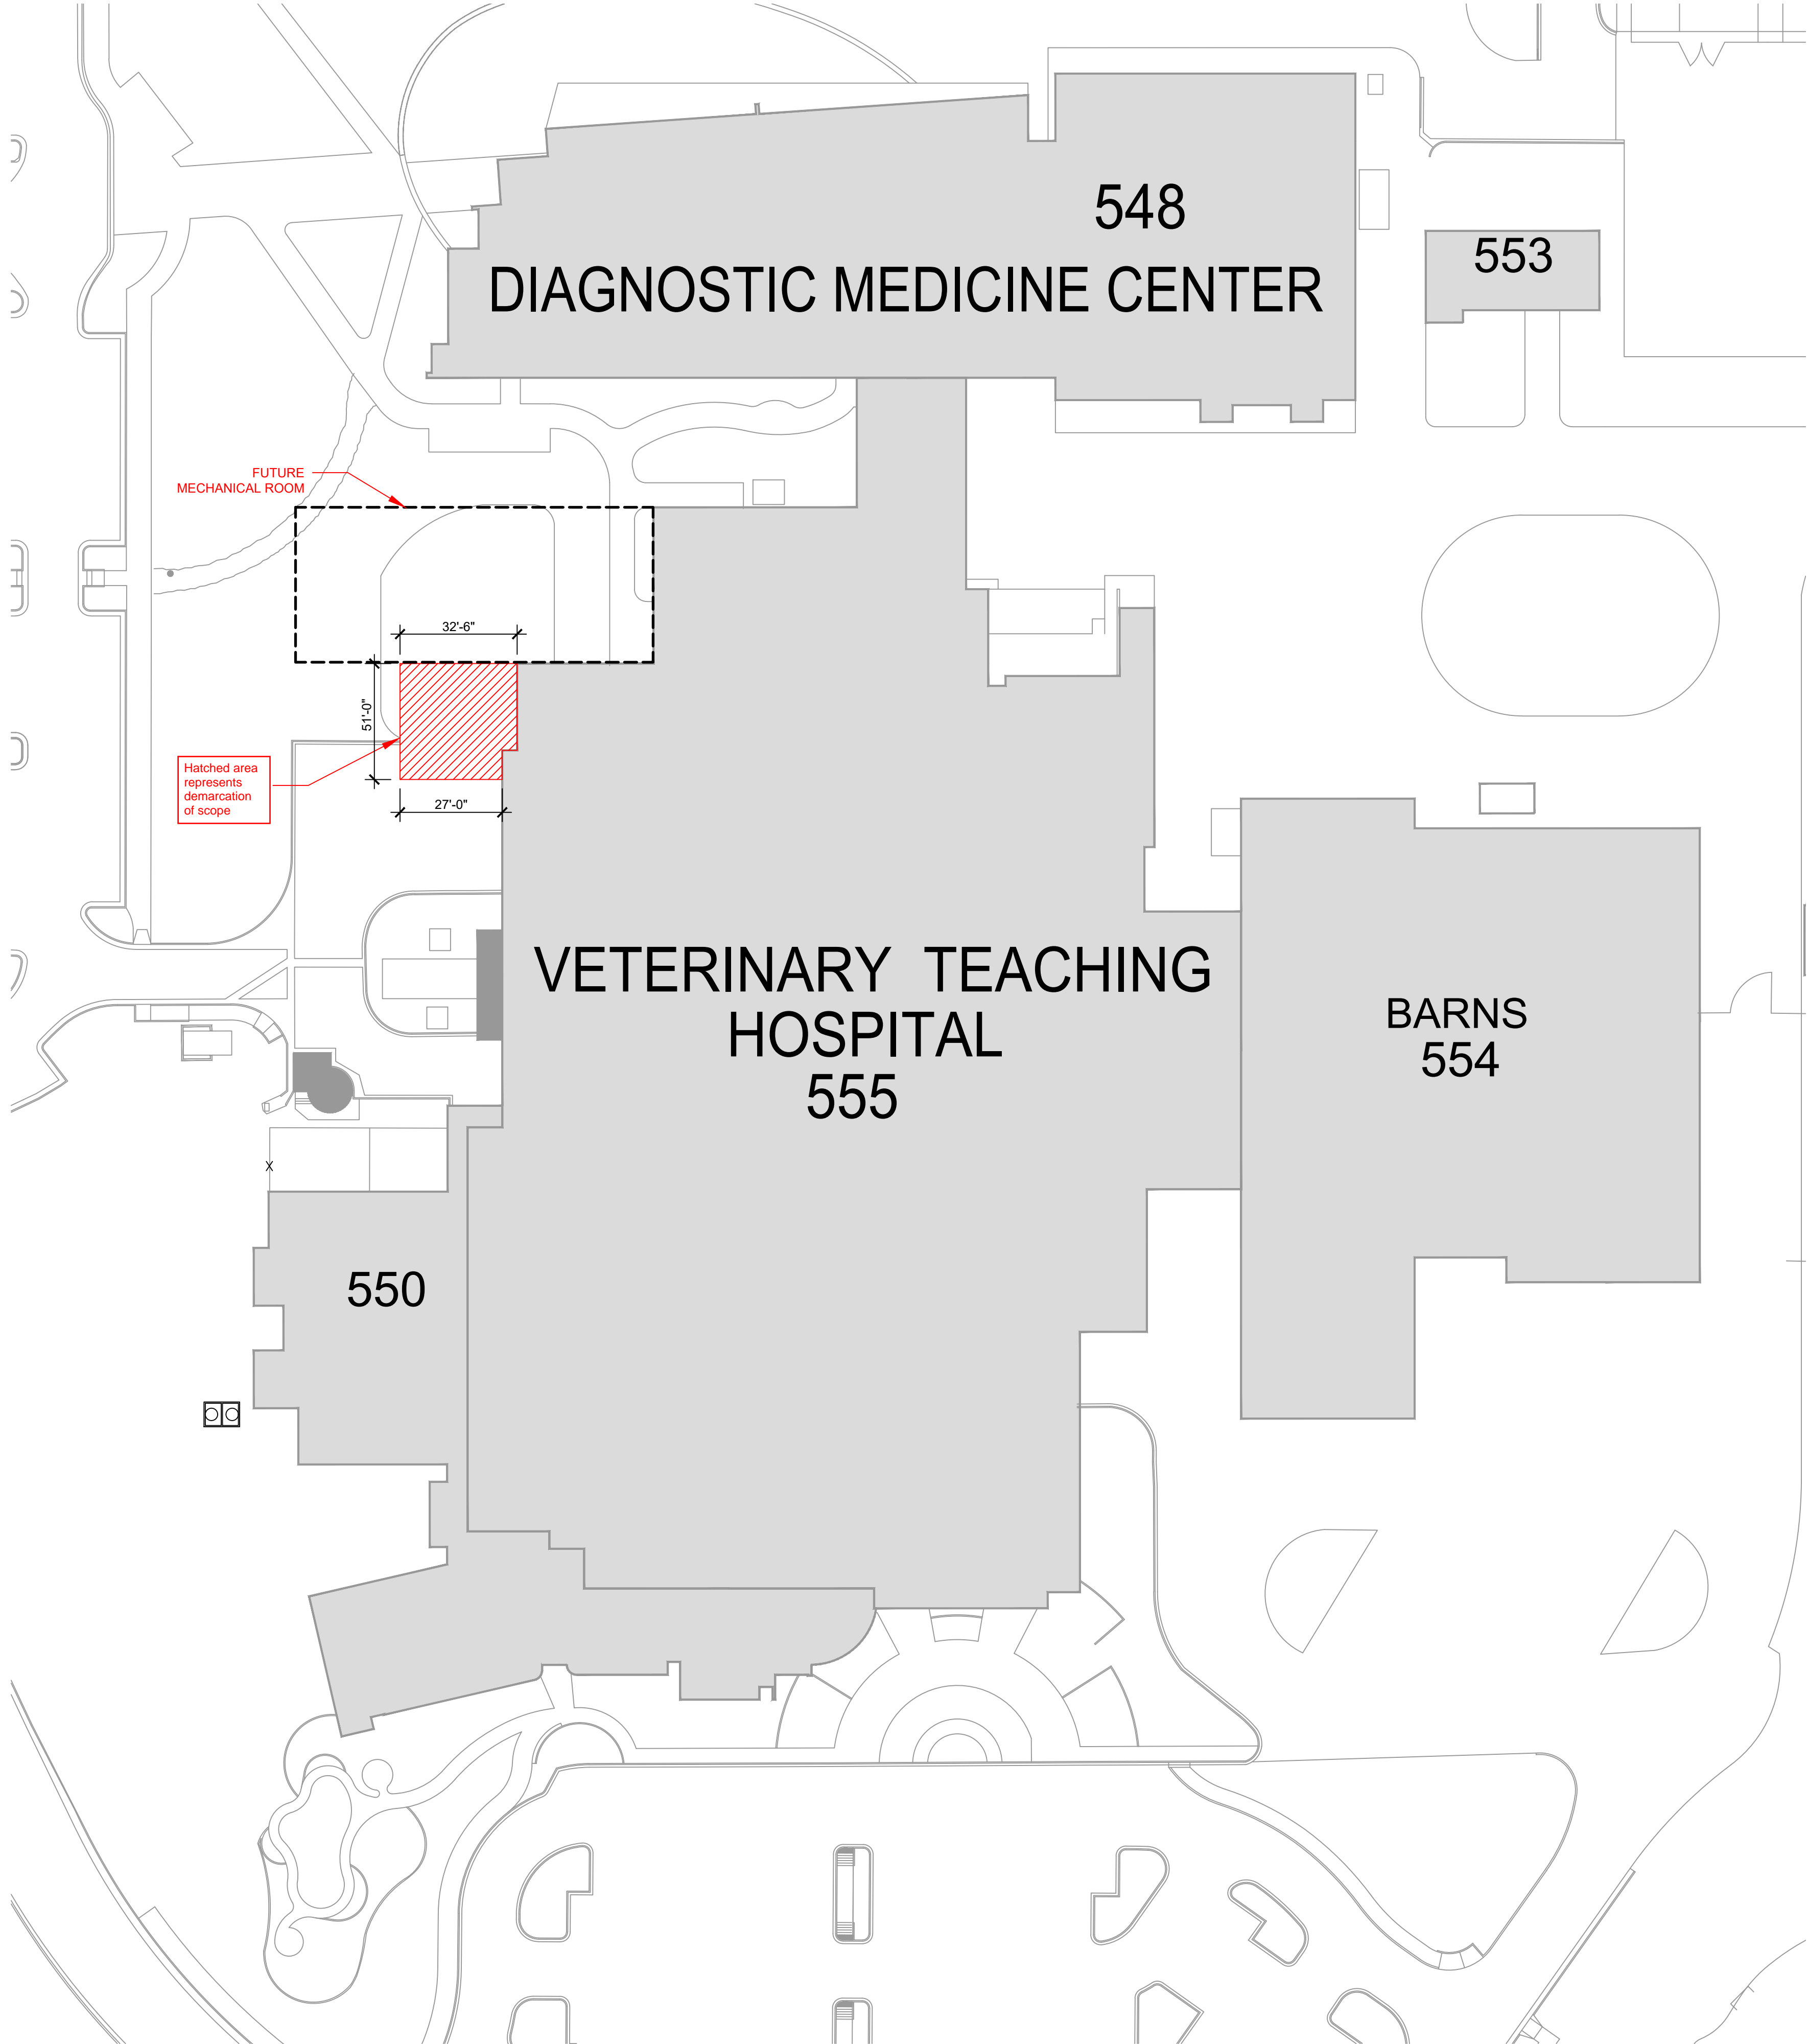 548
DIAGNOSTIC MEDICINE CENTER
553
FUTURE
MECHANICAL ROOM
32'-6"
51'-0"
Hatched area
represents
demarcation
of scope
27'-0"
VETERINARY TEACHING
HOSPITAL
555
BARNS
554
X
550